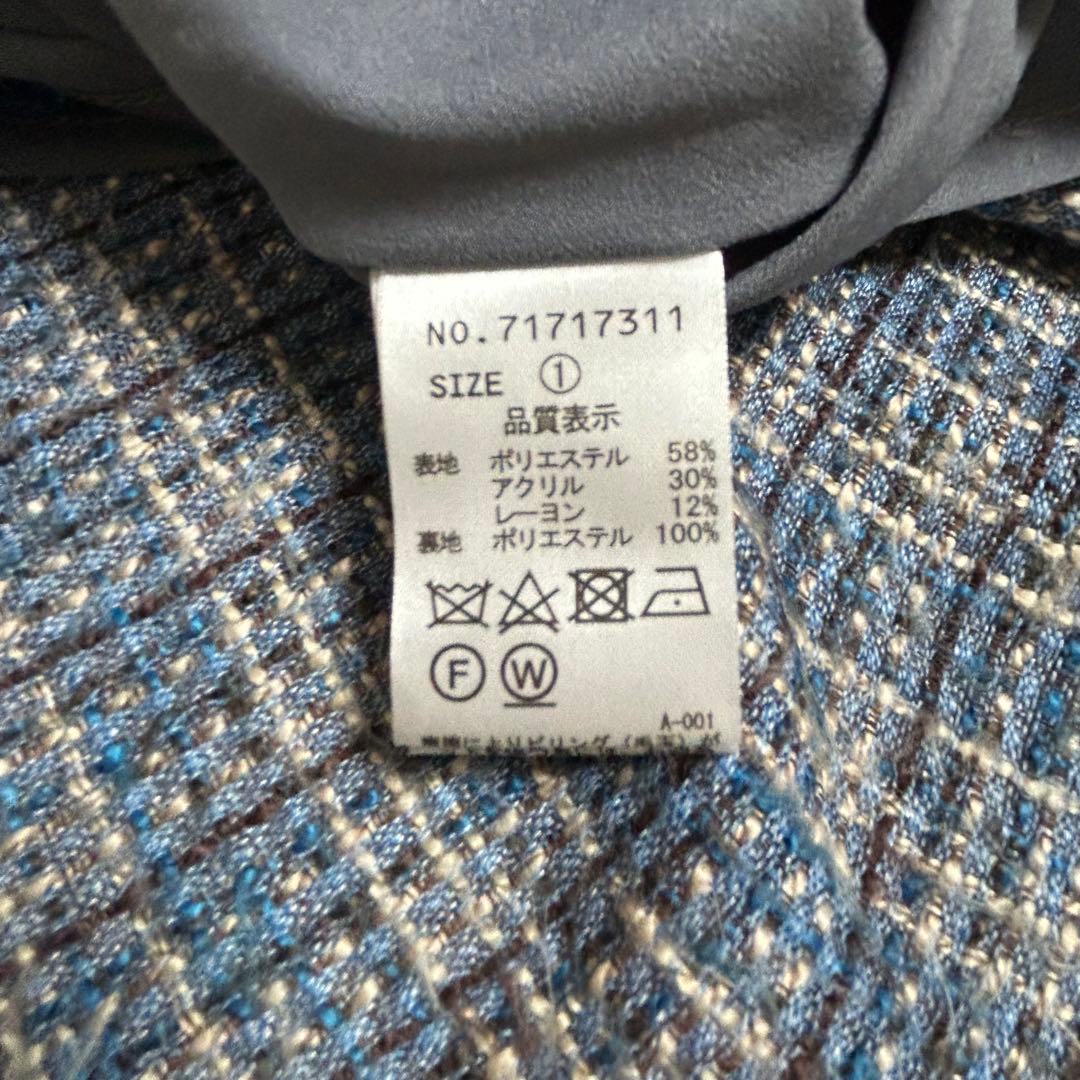 NO.71717311
SIZE ①
品質表示
表地 ポリエステル 58%
アクリル 30%
レーヨン 12%
裏地 ポリエステル 100%
F W
A-001